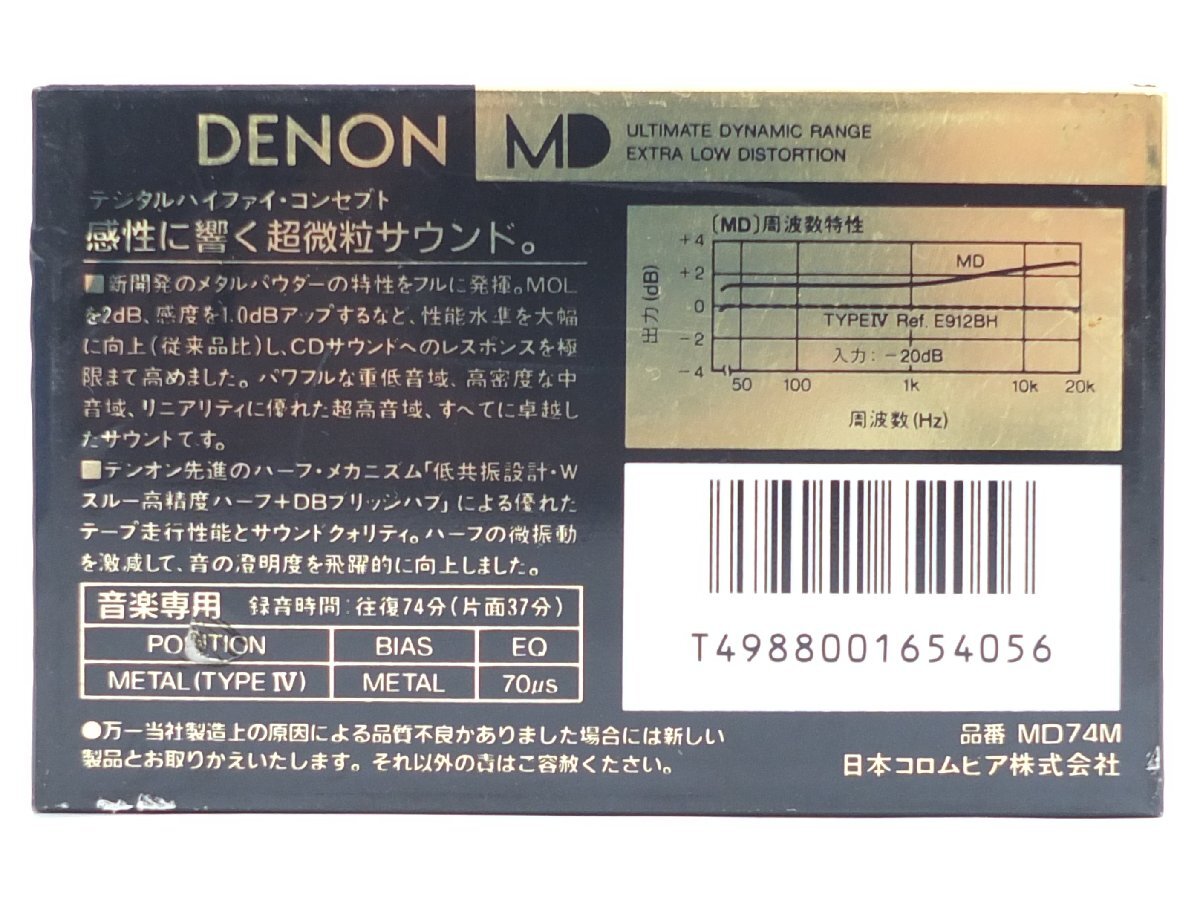 DENON MD ULTIMATE DYNAMIC RANGE
EXTRA LOW DISTORTION
デジタルハイファイ・コンセプト
感性に響く超微粒サウンド。
■新開発のメタルパウダーの特性をフルに発揮。MOL
を2dB、感度を1.0dBアップするなど、性能水準を大幅
に向上(従来品比)し、CDサウンドへのレスポンスを極
限まで高めました。パワフルな重低音域、高密度な中
音域、リニアリティに優れた超高音域、すべてに卓越し
たサウンドです。
■デンオン先進のハーフ・メカニズム「低共振設計・W
スルー高精度ハーフ+DBブリッジハブ」による優れた
テープ走行性能とサウンドクォリティ。ハーフの微振動
を激減して、音の澄明度を飛躍的に向上しました。
音楽専用 録音時間:往復74分(片面37分)
POSITION BIAS EQ
METAL(TYPE IV) METAL 70μs
●万一当社製造上の原因による品質不良がありました場合には新しい
製品とお取りかえいたします。それ以外の責はご容赦ください。
〔MD〕周波数特性
出力(dB)
+4
+2
0
-2
-4
MD
TYPE IV Ref. E912BH
入力:-20dB
50 100 1k 10k 20k
周波数(Hz)
T4988001654056
品番 MD74M
日本コロムビア株式会社